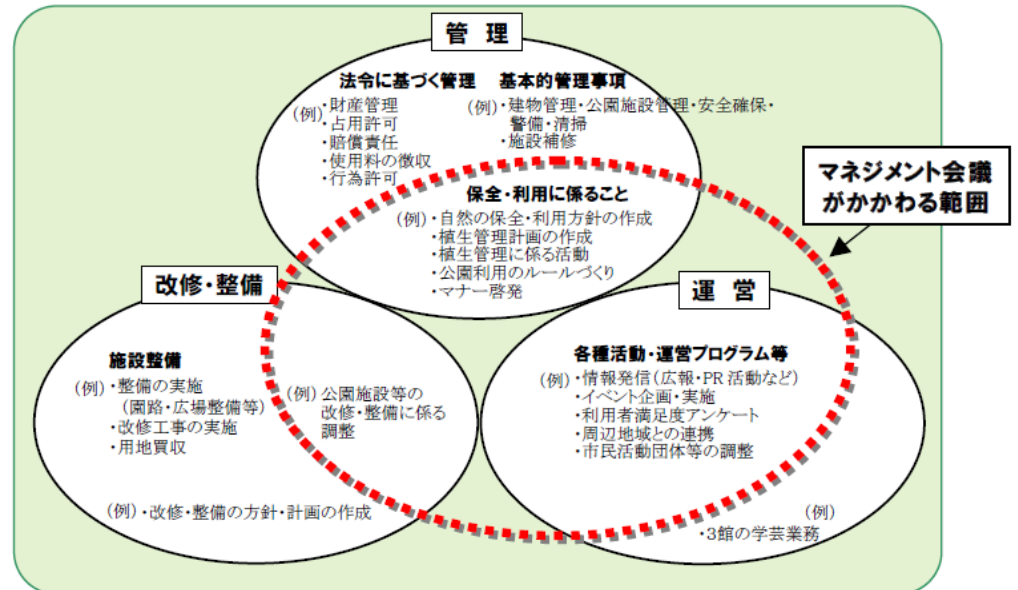 管 理
法令に基づく管理
(例)・財産管理
・占用許可
・賠償責任
・使用料の徴収
・行為許可
基本的管理事項
(例)・建物管理・公園施設管理・安全確保・
警備・清掃
・施設補修
保全・利用に係ること
(例)・自然の保全・利用方針の作成
・植生管理計画の作成
・植生管理に係る活動
・公園利用のルールづくり
・マナー啓発
マネジメント会議
がかかわる範囲
改修・整備
施設整備
(例)・整備の実施
(園路・広場整備等)
・改修工事の実施
・用地買収
(例)公園施設等の
改修・整備に係る
調整
(例)・改修・整備の方針・計画の作成
運 営
各種活動・運営プログラム等
(例)・情報発信(広報・PR 活動など)
・イベント企画・実施
・利用者満足度アンケート
・周辺地域との連携
・市民活動団体等の調整
(例)
・3館の学芸業務